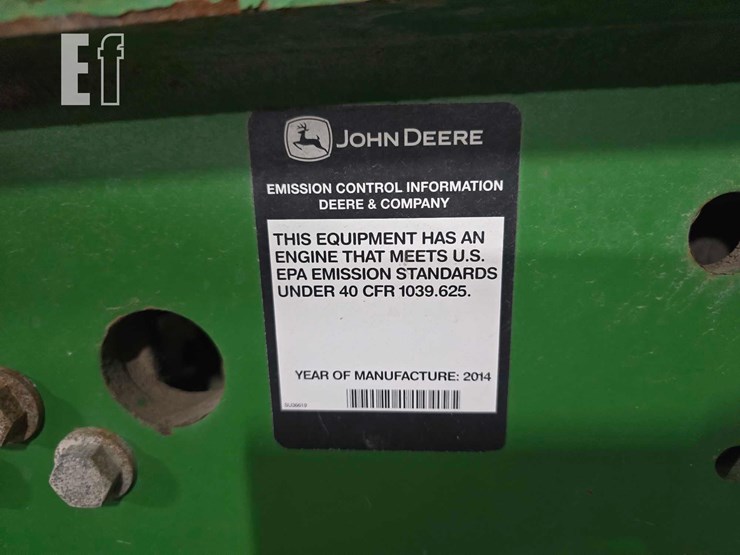 Ef
JOHN DEERE
EMISSION CONTROL INFORMATION
DEERE & COMPANY
THIS EQUIPMENT HAS AN
ENGINE THAT MEETS U.S.
EPA EMISSION STANDARDS
UNDER 40 CFR 1039.625.
YEAR OF MANUFACTURE: 2014